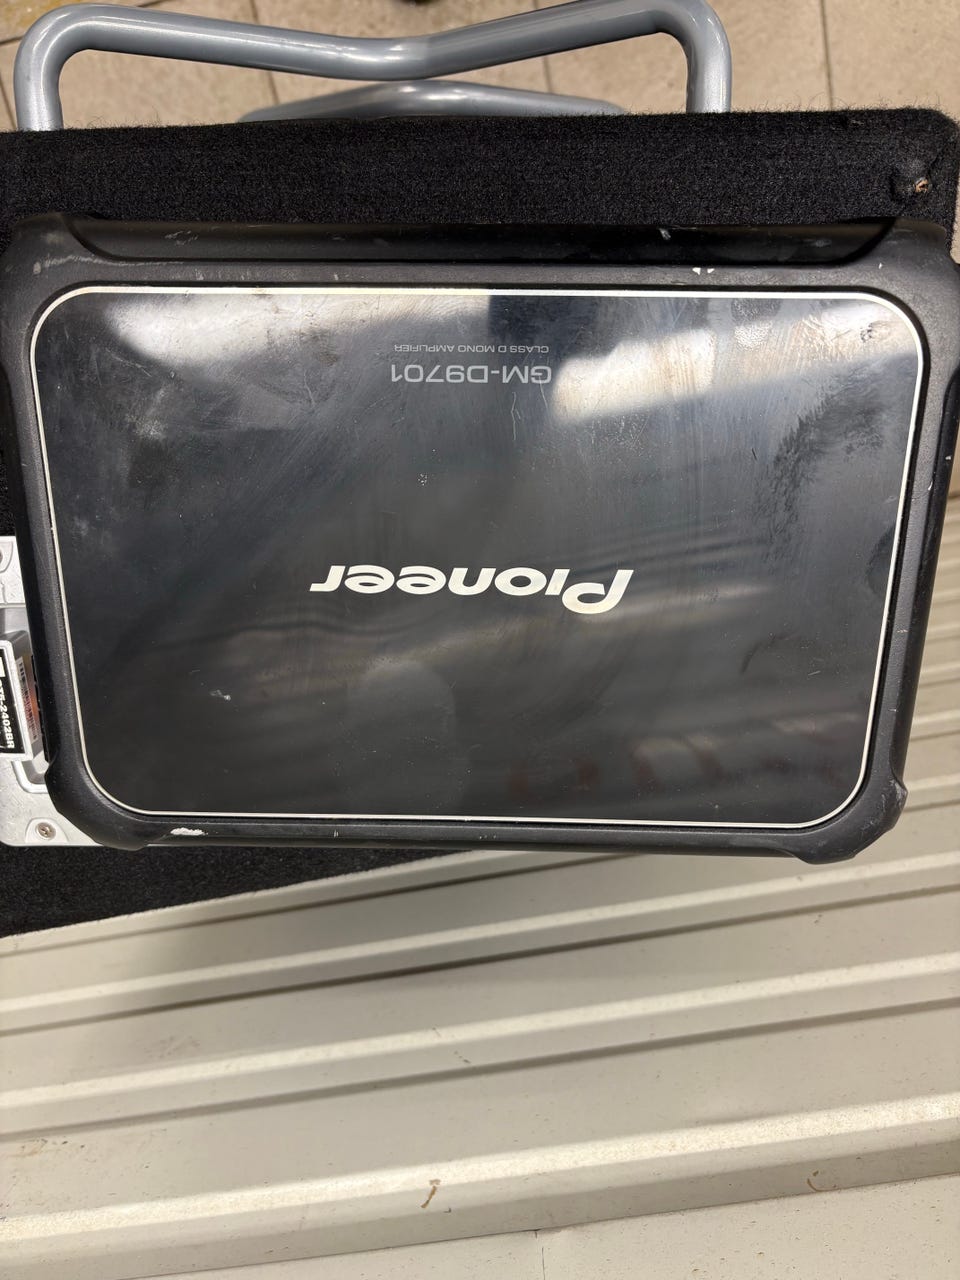 Pioneer
GM-D9701
CLASS D MONO AMPLIFIER